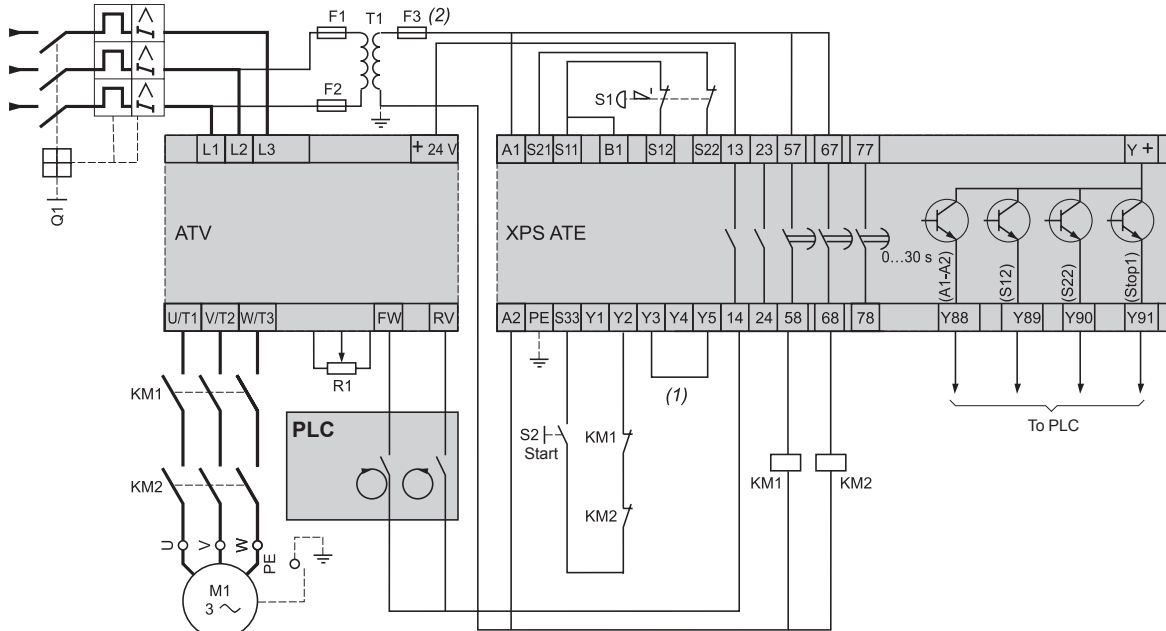 F1 T1 F3 (2)
F2
S1
Q1
L1 L2 L3 + 24 V
A1 S21 S11 B1 S12 S22 13 23 57 67 77 Y +
ATV
XPS ATE
0...30 s
(A1-A2) (S12) (S22) (Stop1)
U/T1 V/T2 W/T3 FW RV
A2 PE S33 Y1 Y2 Y3 Y4 Y5 14 24 58 68 78 Y88 Y89 Y90 Y91
R1
(1)
KM1
PLC
To PLC
S2
Start
KM1
KM2
KM1 KM2
KM2
U V W PE
M1
3